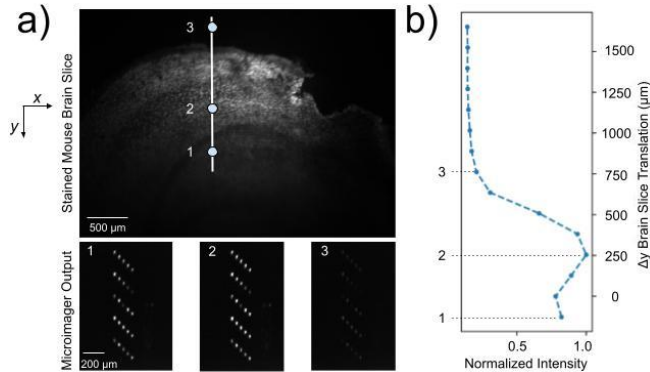 a)
x
y
Stained Mouse Brain Slice
3
2
1
500 μm
Microimager Output
1
2
3
200 μm
b)
3
2
1
1500
1250
1000
750
500
250
0
Δy Brain Slice Translation (μm)
0.5
1.0
Normalized Intensity